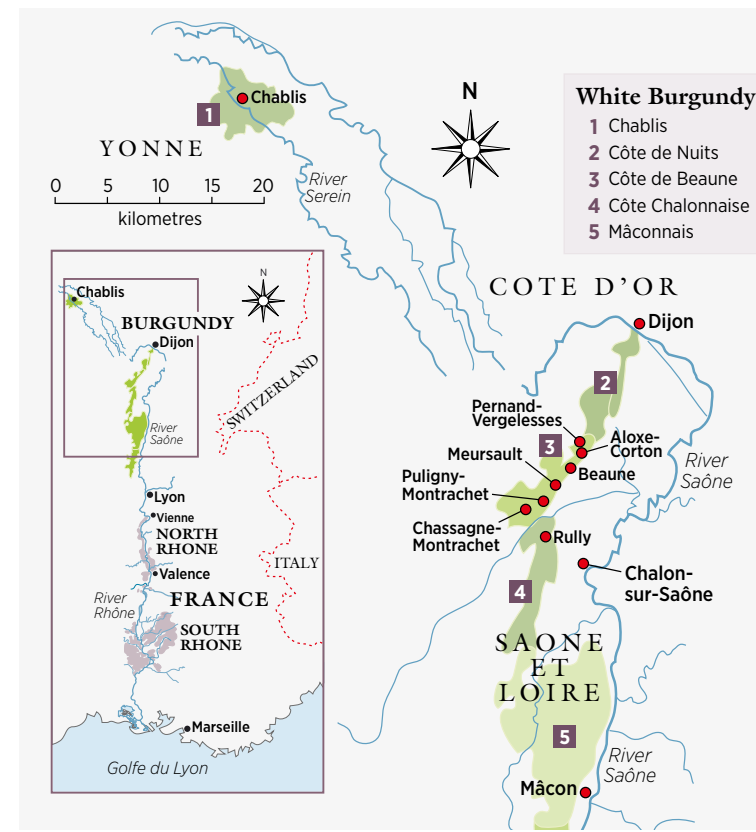 Chablis
1
YONNE
0 5 10 15 20
kilometres
River
Serein
N
White Burgundy
1 Chablis
2 Côte de Nuits
3 Côte de Beaune
4 Côte Chalonnaise
5 Mâconnais
COTE D'OR
Dijon
2
Pernand-
Vergelesses
3
Aloxe-
Corton
Meursault
Beaune
Puligny-
Montrachet
River
Saône
Chassagne-
Montrachet
Rully
Chalon-
sur-Saône
4
SAONE
ET
LOIRE
5
River
Saône
Mâcon
N
Chablis
BURGUNDY
Dijon
SWITZERLAND
River
Saône
Lyon
Vienne
NORTH
RHONE
ITALY
Valence
River
Rhône
FRANCE
SOUTH
RHONE
Marseille
Golfe du Lyon